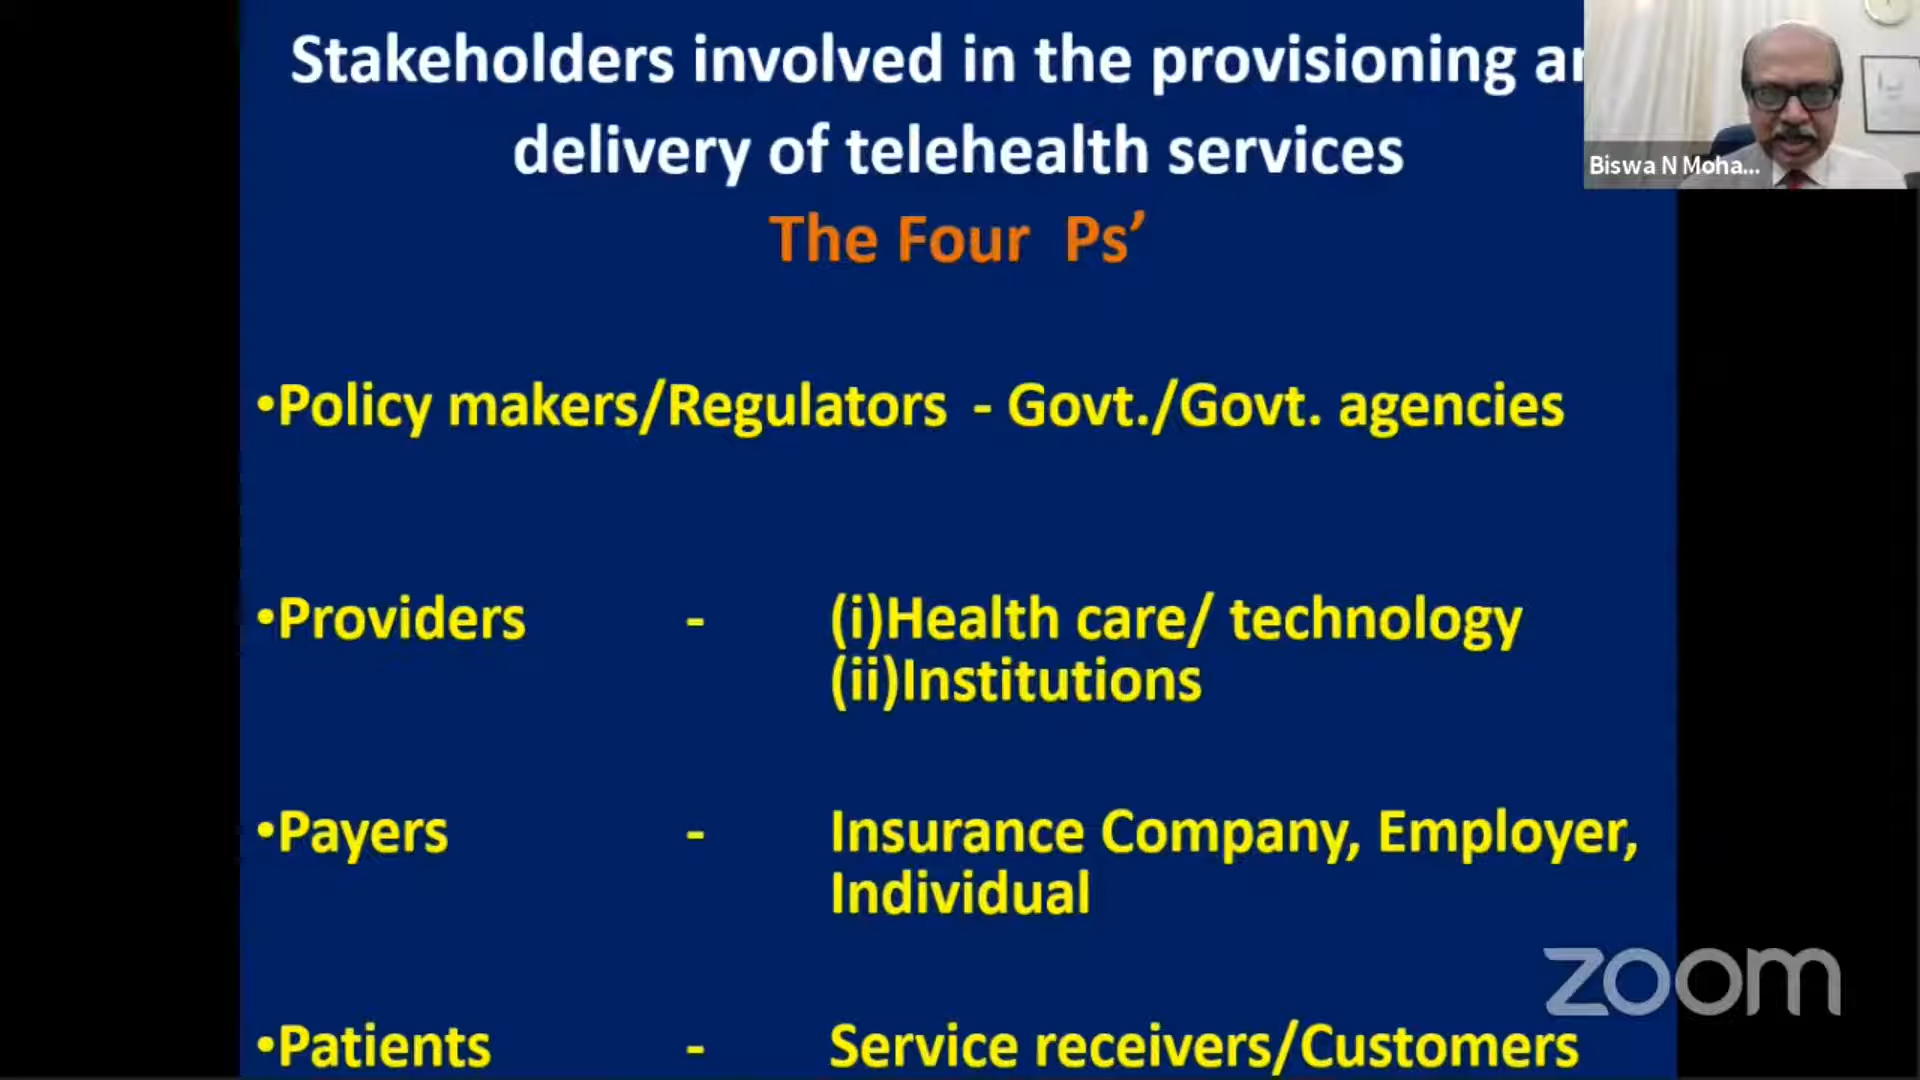 Stakeholders involved in the provisioning
delivery of telehealth services
The Four Ps’
•Policy makers/Regulators - Govt./Govt. agencies
•Providers - (i)Health care/ technology
(ii)Institutions
•Payers - Insurance Company, Employer,
Individual
•Patients - Service receivers/Customers
Biswa N Moha...
zoom